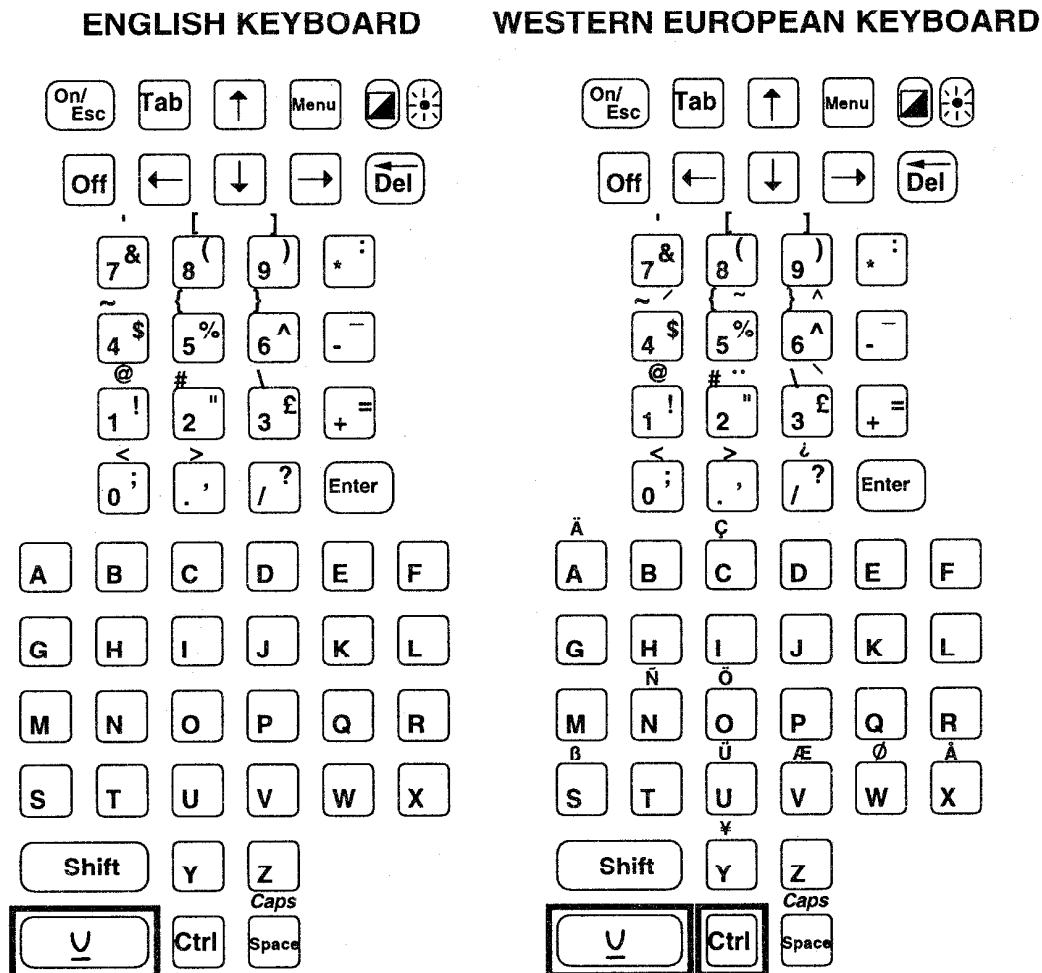 ENGLISH KEYBOARD
On/ Esc Tab ↑ Menu
Off ← ↓ → Del
' [ ]
7 & 8 ( 9 ) * :
~ { }
4 $ 5 % 6 ^ - _
@ # \
1 ! 2 " 3 £ + =
< >
0 ; . , / ? Enter
A B C D E F
G H I J K L
M N O P Q R
S T U V W X
Shift Y Z
Caps
Ctrl Space
WESTERN EUROPEAN KEYBOARD
On/ Esc Tab ↑ Menu
Off ← ↓ → Del
' [ ]
7 & 8 ( 9 ) * :
~ ´ { ~ } ^
4 $ 5 % 6 ^ - _
@ # ¨ \ `
1 ! 2 " 3 £ + =
< > ¿
0 ; . , / ? Enter
Ä Ç
A B C D E F
G H I J K L
Ñ Ö
M N O P Q R
ß Ü Æ Ø Å
S T U V W X
¥
Shift Y Z
Caps
Ctrl Space